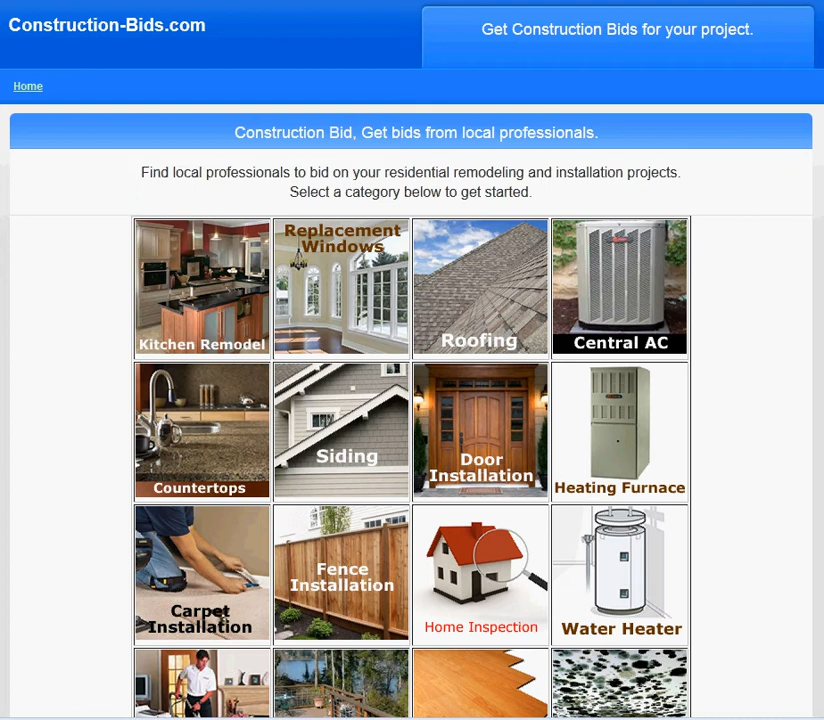 Construction-Bids.com
Get Construction Bids for your project.
Home
Construction Bid, Get bids from local professionals.
Find local professionals to bid on your residential remodeling and installation projects.
Select a category below to get started.
Kitchen Remodel
Replacement
Windows
Roofing
Central AC
Countertops
Siding
Door
Installation
Heating Furnace
Carpet
Installation
Fence
Installation
Home Inspection
Water Heater